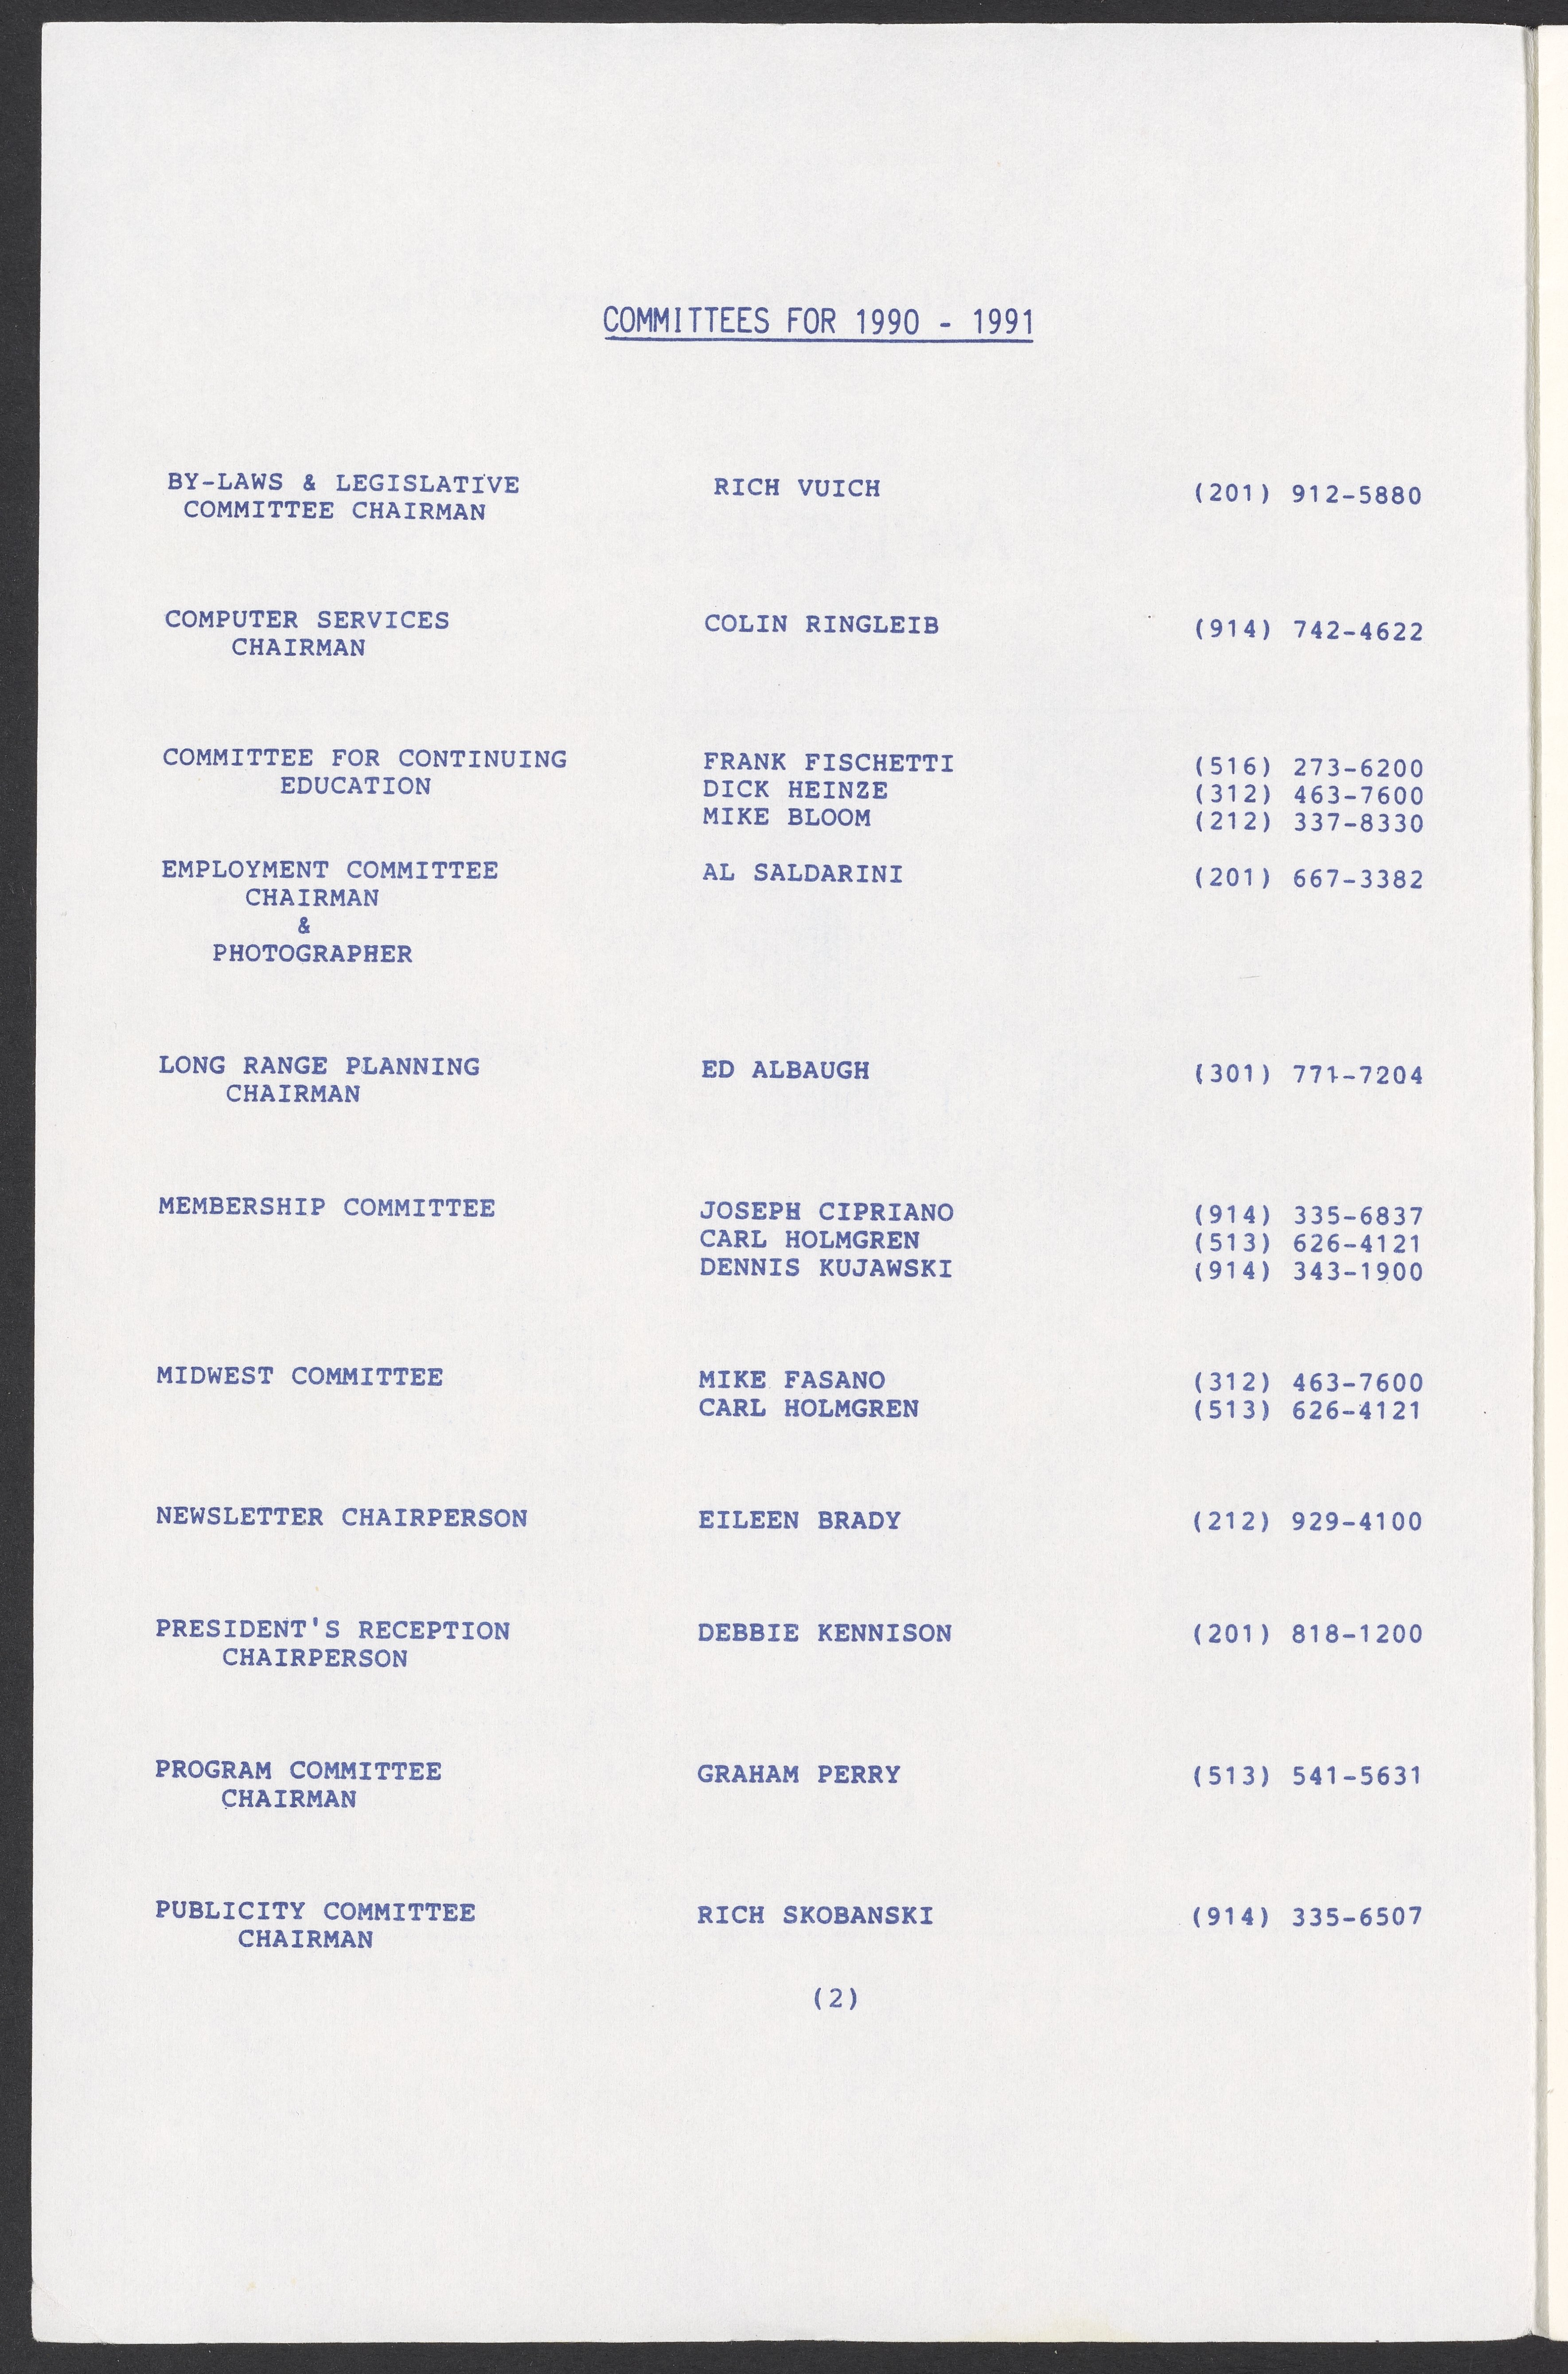 COMMITTEES FOR 1990 - 1991
BY-LAWS & LEGISLATIVE RICH VUICH (201) 912-5880
COMMITTEE CHAIRMAN
COMPUTER SERVICES COLIN RINGLEIB (914) 742-4622
CHAIRMAN
COMMITTEE FOR CONTINUING FRANK FISCHETTI (516) 273-6200
EDUCATION DICK HEINZE (312) 463-7600
MIKE BLOOM (212) 337-8330
EMPLOYMENT COMMITTEE AL SALDARINI (201) 667-3382
CHAIRMAN
&
PHOTOGRAPHER
LONG RANGE PLANNING ED ALBAUGH (301) 771-7204
CHAIRMAN
MEMBERSHIP COMMITTEE JOSEPH CIPRIANO (914) 335-6837
CARL HOLMGREN (513) 626-4121
DENNIS KUJAWSKI (914) 343-1900
MIDWEST COMMITTEE MIKE FASANO (312) 463-7600
CARL HOLMGREN (513) 626-4121
NEWSLETTER CHAIRPERSON EILEEN BRADY (212) 929-4100
PRESIDENT'S RECEPTION DEBBIE KENNISON (201) 818-1200
CHAIRPERSON
PROGRAM COMMITTEE GRAHAM PERRY (513) 541-5631
CHAIRMAN
PUBLICITY COMMITTEE RICH SKOBANSKI (914) 335-6507
CHAIRMAN
(2)